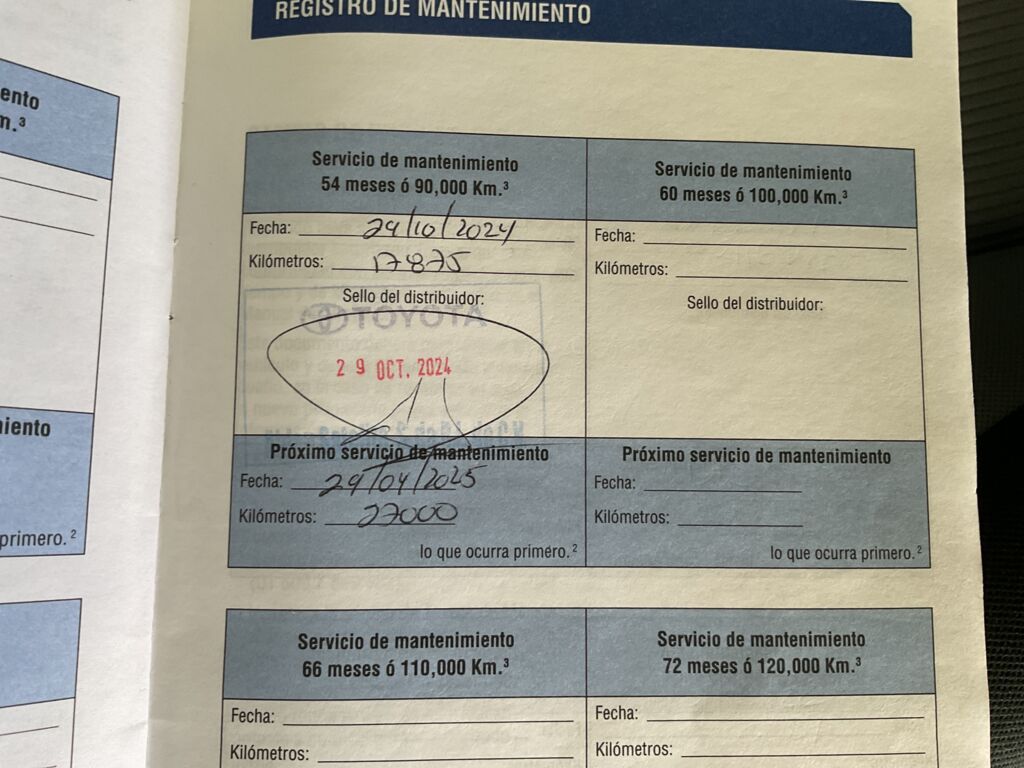 REGISTRO DE MANTENIMIENTO
ento
m.³
Servicio de mantenimiento
54 meses ó 90,000 Km.³
Fecha: 29/10/2024
Kilómetros: 17875
Sello del distribuidor:
TOYOTA
29 OCT. 2024
Próximo servicio de mantenimiento
Fecha: 29/04/2025
Kilómetros: 27000
lo que ocurra primero.²
Servicio de mantenimiento
60 meses ó 100,000 Km.³
Fecha:
Kilómetros:
Sello del distribuidor:
Próximo servicio de mantenimiento
Fecha:
Kilómetros:
lo que ocurra primero.²
iento
primero.²
Servicio de mantenimiento
66 meses ó 110,000 Km.³
Fecha:
Kilómetros:
Servicio de mantenimiento
72 meses ó 120,000 Km.³
Fecha:
Kilómetros: